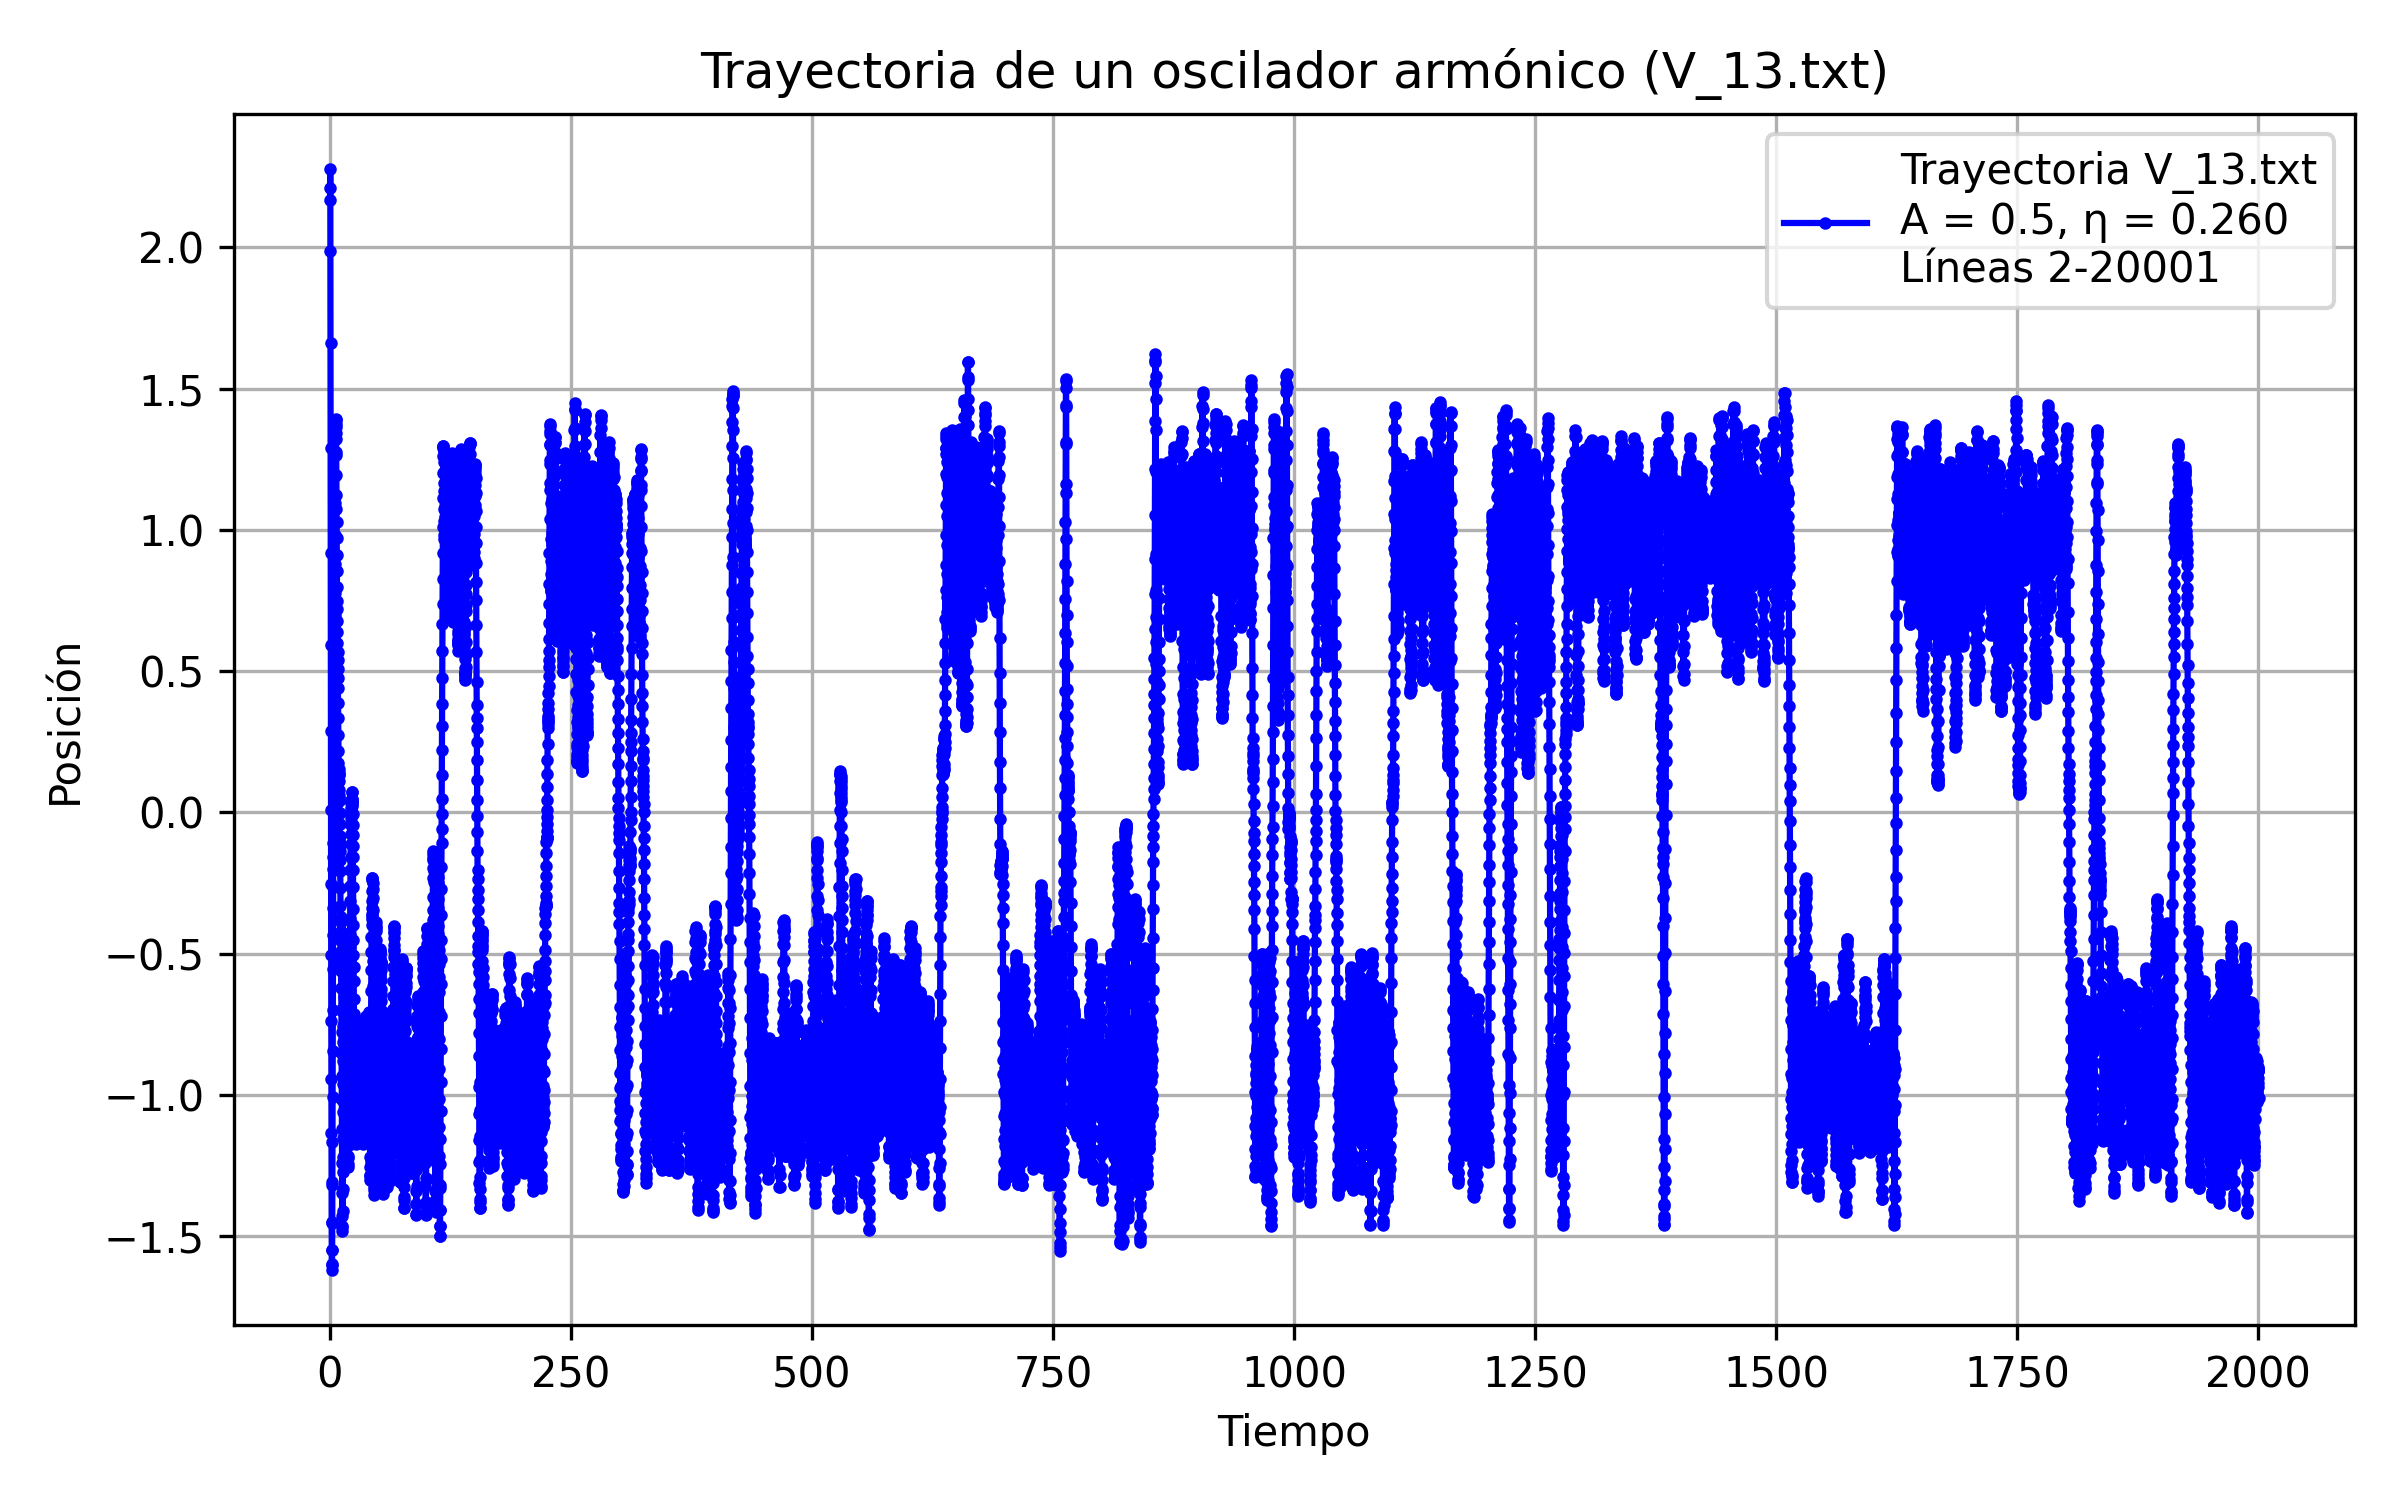 Trayectoria de un oscilador armónico (V_13.txt)
Trayectoria V_13.txt
A = 0.5, η = 0.260
Líneas 2-20001
2.0
1.5
1.0
0.5
0.0
−0.5
−1.0
−1.5
Posición
0 250 500 750 1000 1250 1500 1750 2000
Tiempo